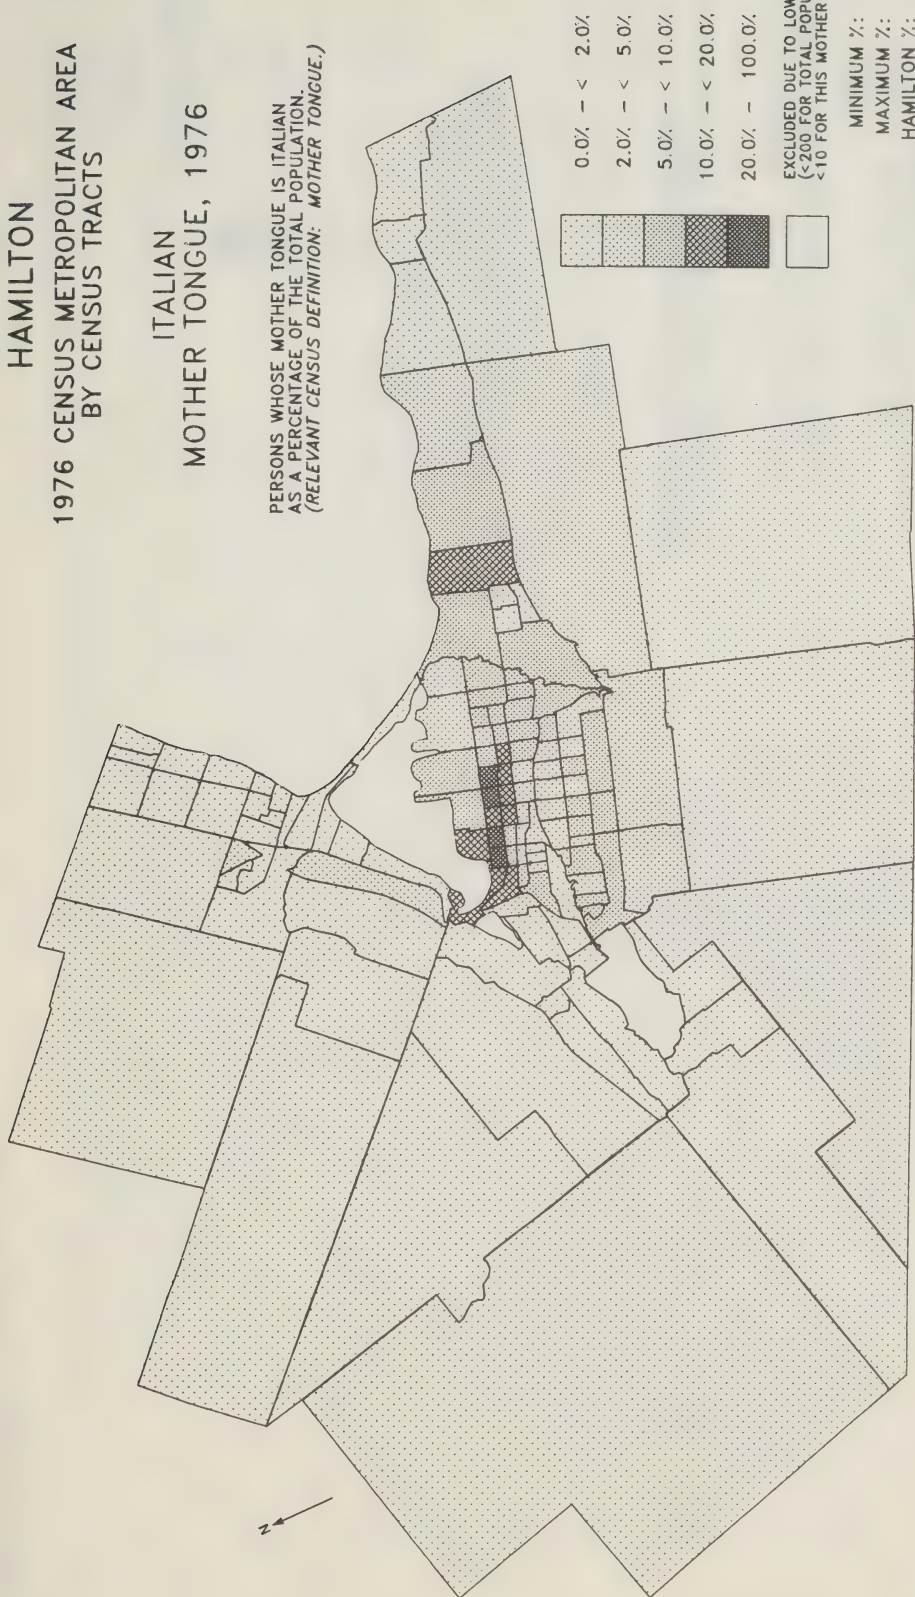 HAMILTON
1976 CENSUS METROPOLITAN AREA
BY CENSUS TRACTS
ITALIAN
MOTHER TONGUE, 1976
PERSONS WHOSE MOTHER TONGUE IS ITALIAN
AS A PERCENTAGE OF THE TOTAL POPULATION.
(RELEVANT CENSUS DEFINITION: MOTHER TONGUE.)
0.0% - < 2.0%
2.0% - < 5.0%
5.0% - < 10.0%
10.0% - < 20.0%
20.0% - 100.0%
EXCLUDED DUE TO LOW
(<200 FOR TOTAL POPU
<10 FOR THIS MOTHER
MINIMUM %:
MAXIMUM %:
HAMILTON %:
N